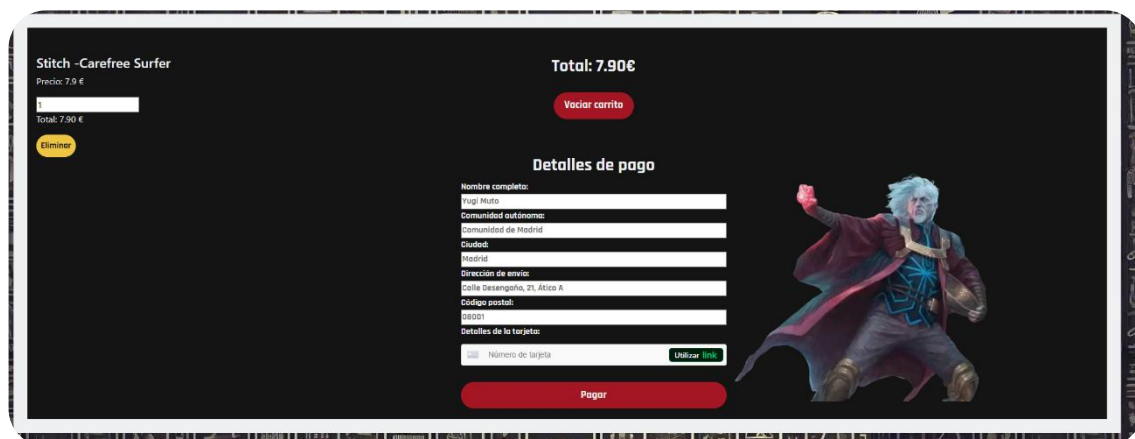 Stitch -Carefree Surfer
Precio: 7.9 €
1
Total: 7.90 €
Eliminar
Total: 7.90€
Vaciar carrito
Detalles de pago
Nombre completo:
Yugi Muto
Comunidad autónoma:
Comunidad de Madrid
Ciudad:
Madrid
Dirección de envío:
Calle Desengaño, 21, Ático A
Código postal:
08001
Detalles de la tarjeta:
Número de tarjeta
Utilizar link
Pagar